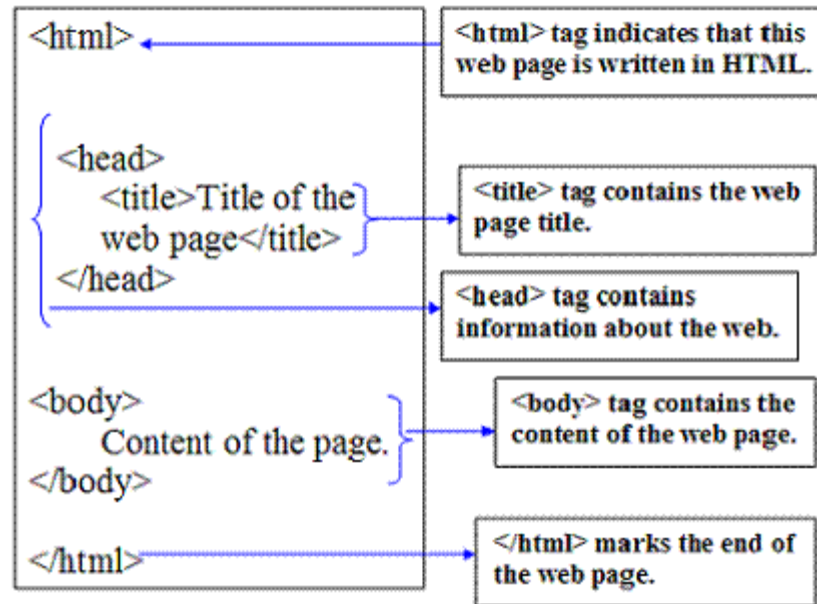 <html>
<html> tag indicates that this
web page is written in HTML.
<head>
<title>Title of the
web page</title>
</head>
<title> tag contains the web
page title.
<head> tag contains
information about the web.
<body>
Content of the page.
</body>
<body> tag contains the
content of the web page.
</html>
</html> marks the end of
the web page.